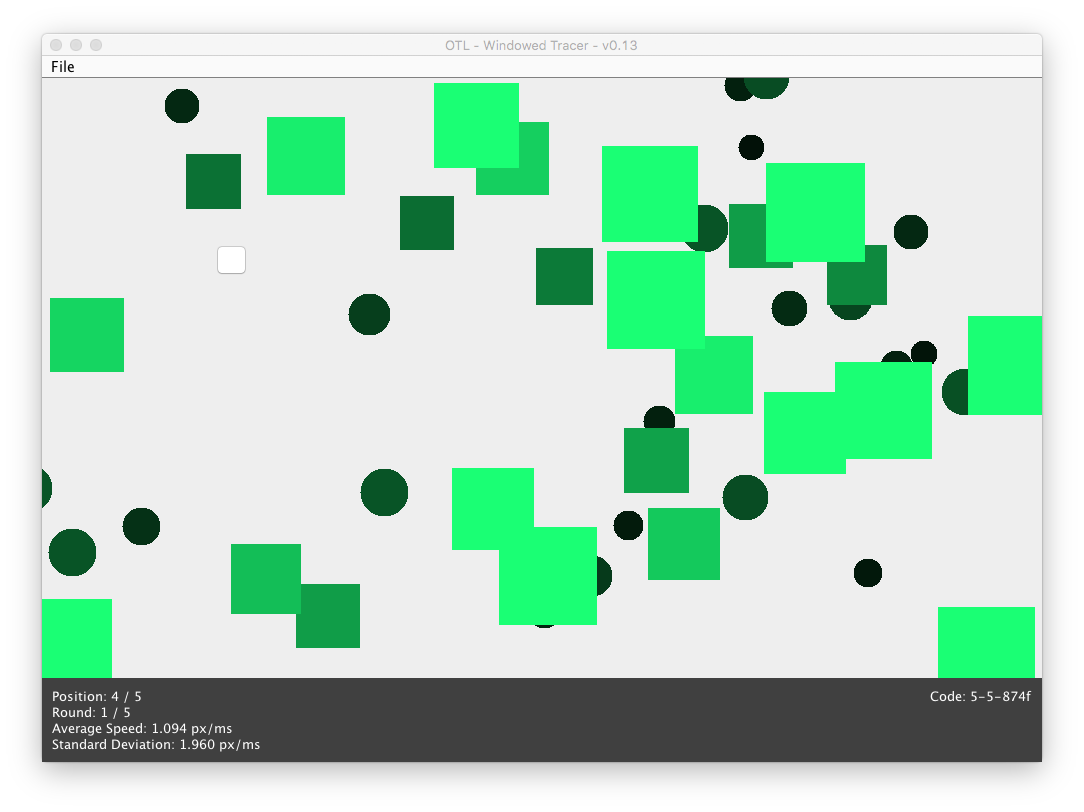 OTL - Windowed Tracer - v0.13
File
Position: 4 / 5
Round: 1 / 5
Average Speed: 1.094 px/ms
Standard Deviation: 1.960 px/ms
Code: 5-5-874f